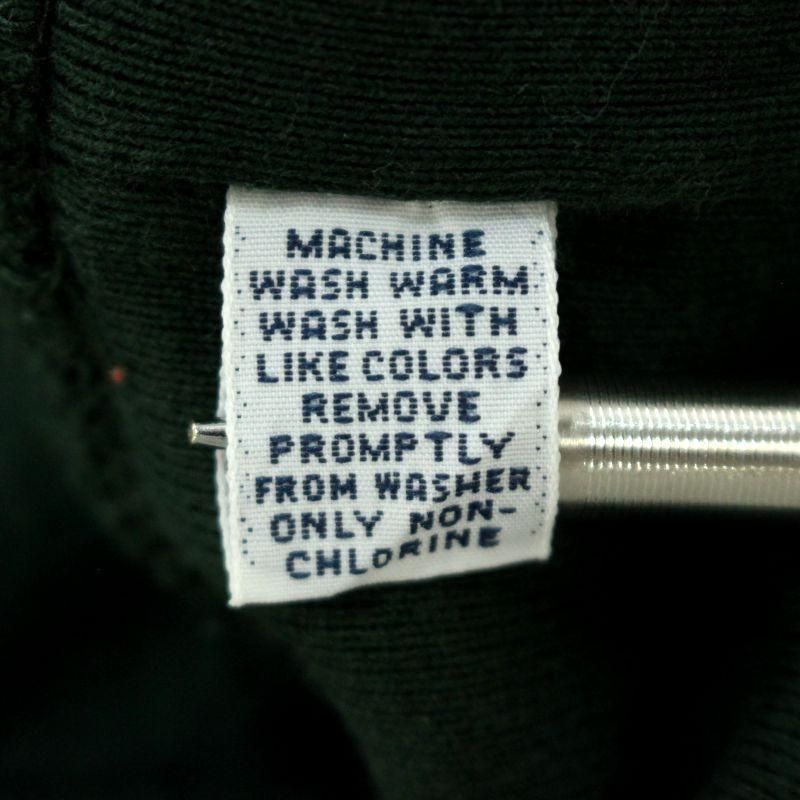 MACHINE
WASH WARM
WASH WITH
LIKE COLORS
REMOVE
PROMPTLY
FROM WASHER
ONLY NON-
CHLORINE